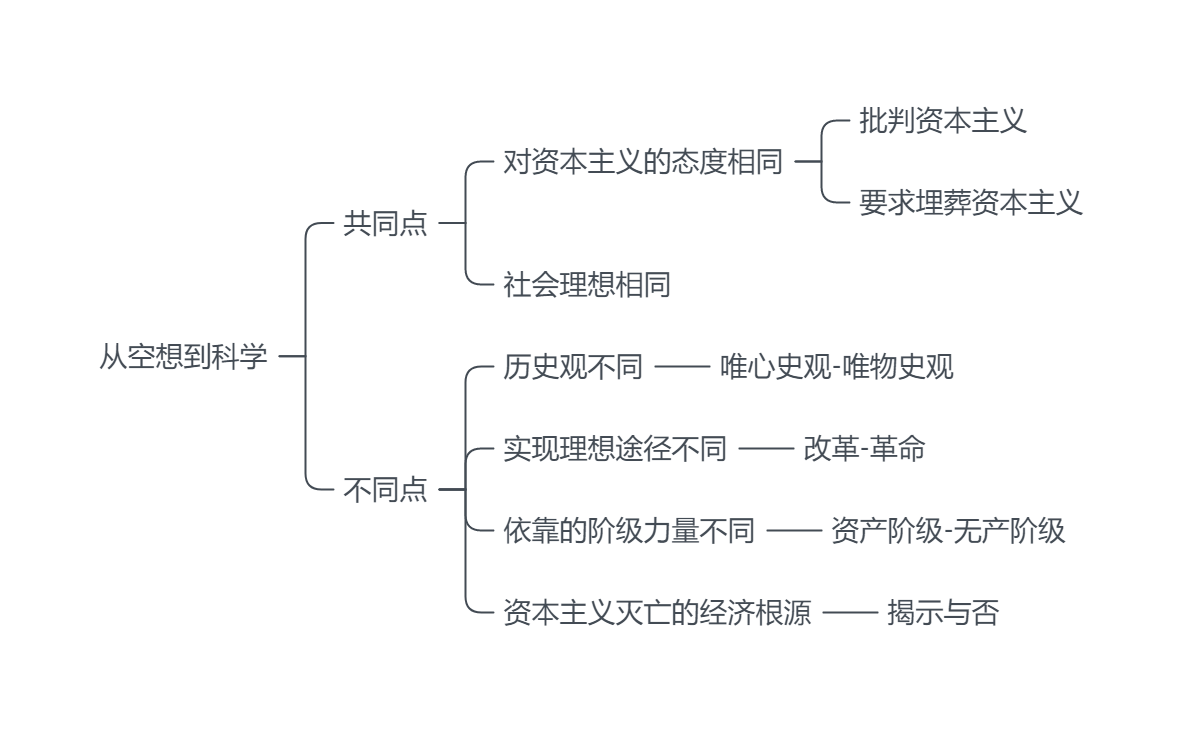 从空想到科学
共同点
对资本主义的态度相同
批判资本主义
要求埋葬资本主义
社会理想相同
不同点
历史观不同
唯心史观-唯物史观
实现理想途径不同
改革-革命
依靠的阶级力量不同
资产阶级-无产阶级
资本主义灭亡的经济根源
揭示与否